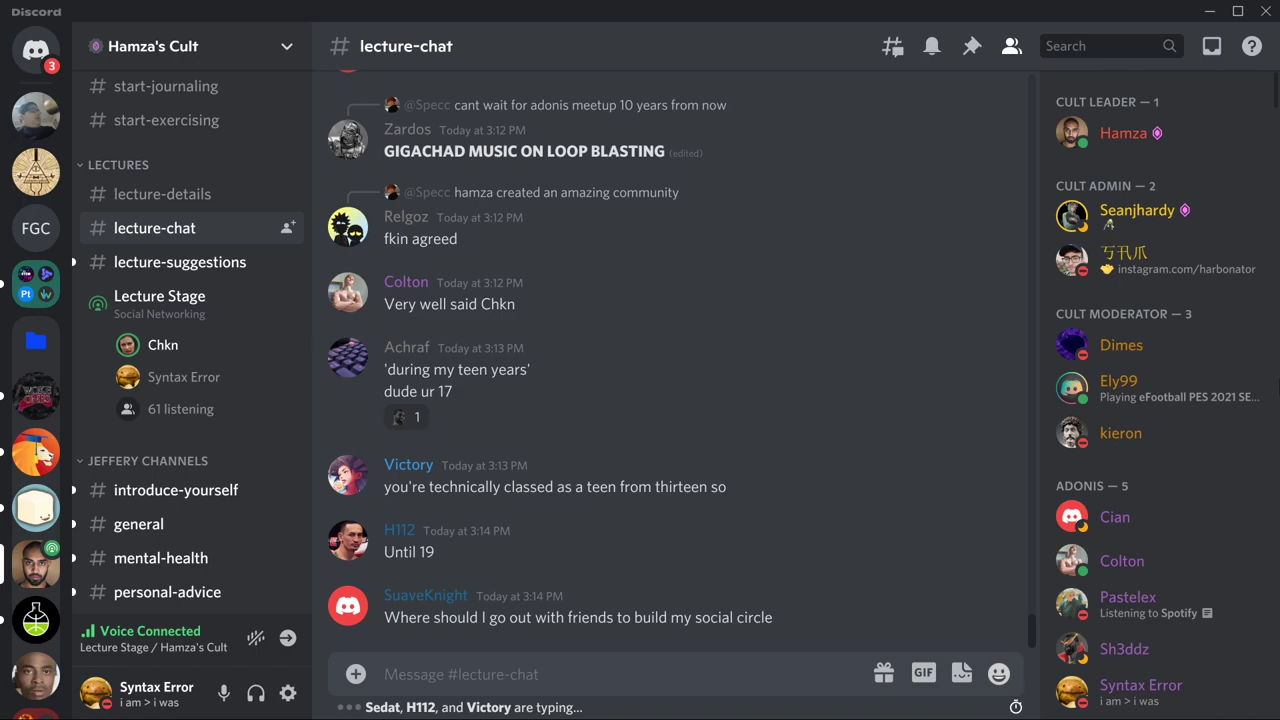 Discord
3
FGC
Pt
WOKE
Hamza's Cult
start-journaling
start-exercising
LECTURES
lecture-details
lecture-chat
lecture-suggestions
Lecture Stage
Social Networking
Chkn
Syntax Error
61 listening
JEFFERY CHANNELS
introduce-yourself
general
mental-health
personal-advice
Voice Connected
Lecture Stage / Hamza's Cult
Syntax Error
i am > i was
# lecture-chat
Search
@Specc cant wait for adonis meetup 10 years from now
Zardos Today at 3:12 PM
GIGACHAD MUSIC ON LOOP BLASTING (edited)
@Specc hamza created an amazing community
Relgoz Today at 3:12 PM
fkin agreed
Colton Today at 3:12 PM
Very well said Chkn
Achraf Today at 3:13 PM
'during my teen years'
dude ur 17
1
Victory Today at 3:13 PM
you're technically classed as a teen from thirteen so
H112 Today at 3:14 PM
Until 19
SuaveKnight Today at 3:14 PM
Where should I go out with friends to build my social circle
Message #lecture-chat
GIF
Sedat, H112, and Victory are typing...
CULT LEADER — 1
Hamza
CULT ADMIN — 2
Seanjhardy
instagram.com/harbonator
CULT MODERATOR — 3
Dimes
Ely99
Playing eFootball PES 2021 SE...
kieron
ADONIS — 5
Cian
Colton
Pastelex
Listening to Spotify
Sh3ddz
Syntax Error
i am > i was